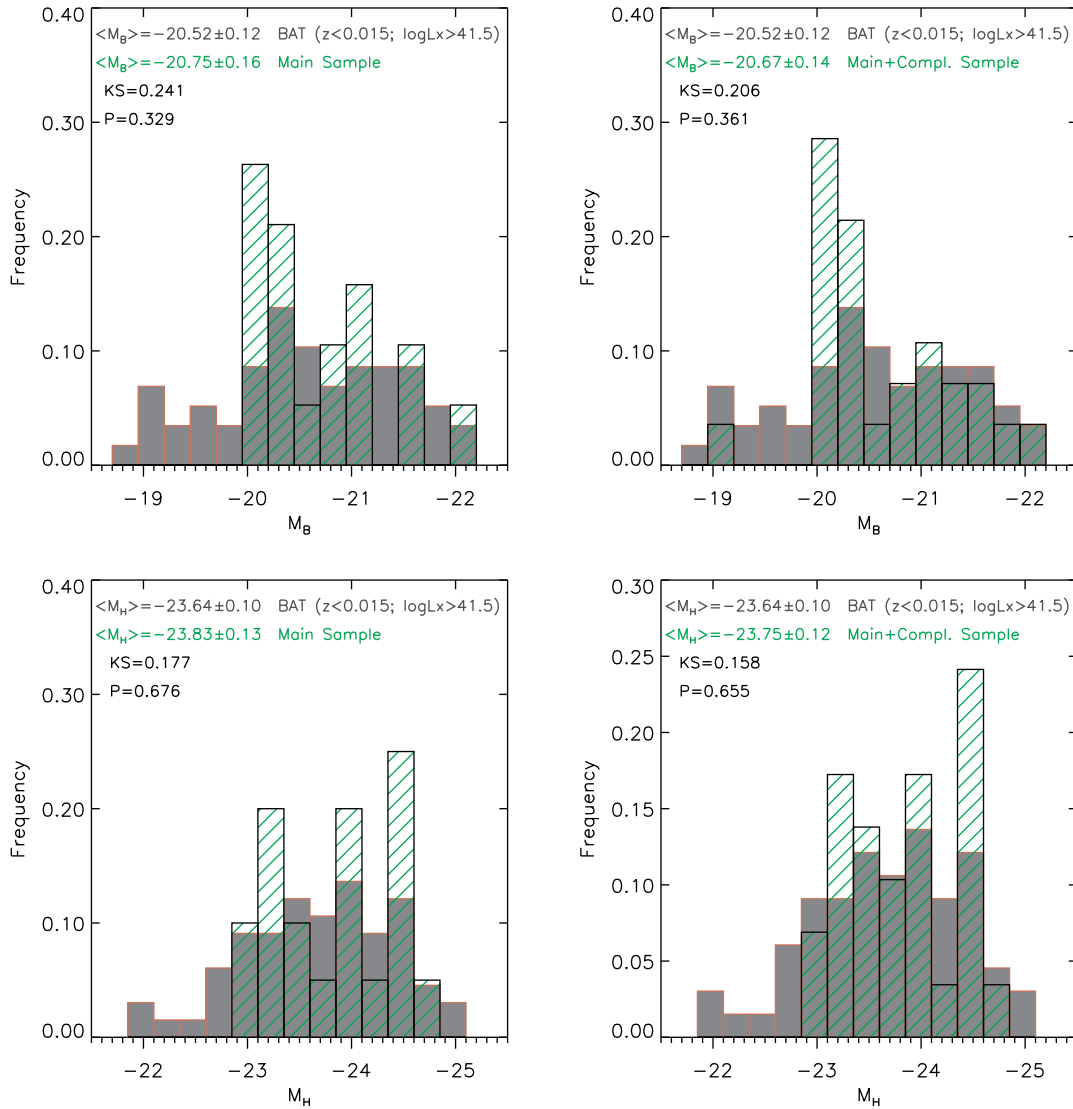 <M_B>=−20.52±0.12 BAT (z<0.015; logLx>41.5)
<M_B>=−20.75±0.16 Main Sample
KS=0.241
P=0.329
0.40
0.30
0.20
0.10
0.00
Frequency
−19 −20 −21 −22
M_B
<M_B>=−20.52±0.12 BAT (z<0.015; logLx>41.5)
<M_B>=−20.67±0.14 Main+Compl. Sample
KS=0.206
P=0.361
0.40
0.30
0.20
0.10
0.00
Frequency
−19 −20 −21 −22
M_B
<M_H>=−23.64±0.10 BAT (z<0.015; logLx>41.5)
<M_H>=−23.83±0.13 Main Sample
KS=0.177
P=0.676
0.40
0.30
0.20
0.10
0.00
Frequency
−22 −23 −24 −25
M_H
<M_H>=−23.64±0.10 BAT (z<0.015; logLx>41.5)
<M_H>=−23.75±0.12 Main+Compl. Sample
KS=0.158
P=0.655
0.30
0.25
0.20
0.15
0.10
0.05
0.00
Frequency
−22 −23 −24 −25
M_H